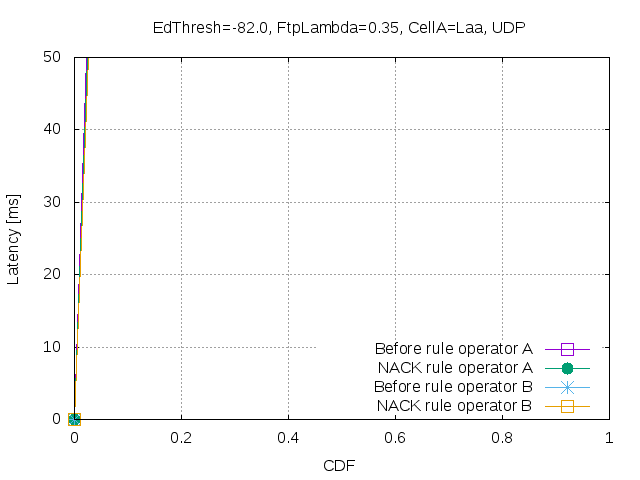 EdThresh=-82.0, FtpLambda=0.35, CellA=Laa, UDP
50
40
30
20
10
0
Latency [ms]
Before rule operator A
NACK rule operator A
Before rule operator B
NACK rule operator B
0 0.2 0.4 0.6 0.8 1
CDF